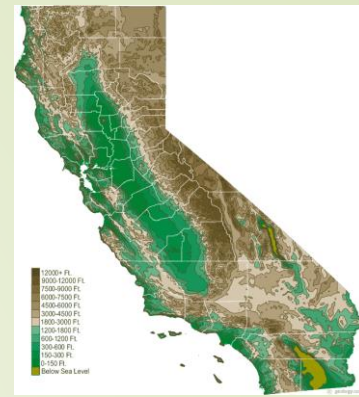 12000+ Ft.
9000-12000 Ft.
7500-9000 Ft.
6000-7500 Ft.
4500-6000 Ft.
3000-4500 Ft.
1800-3000 Ft.
1200-1800 Ft.
600-1200 Ft.
300-600 Ft.
150-300 Ft.
0-150 Ft.
Below Sea Level